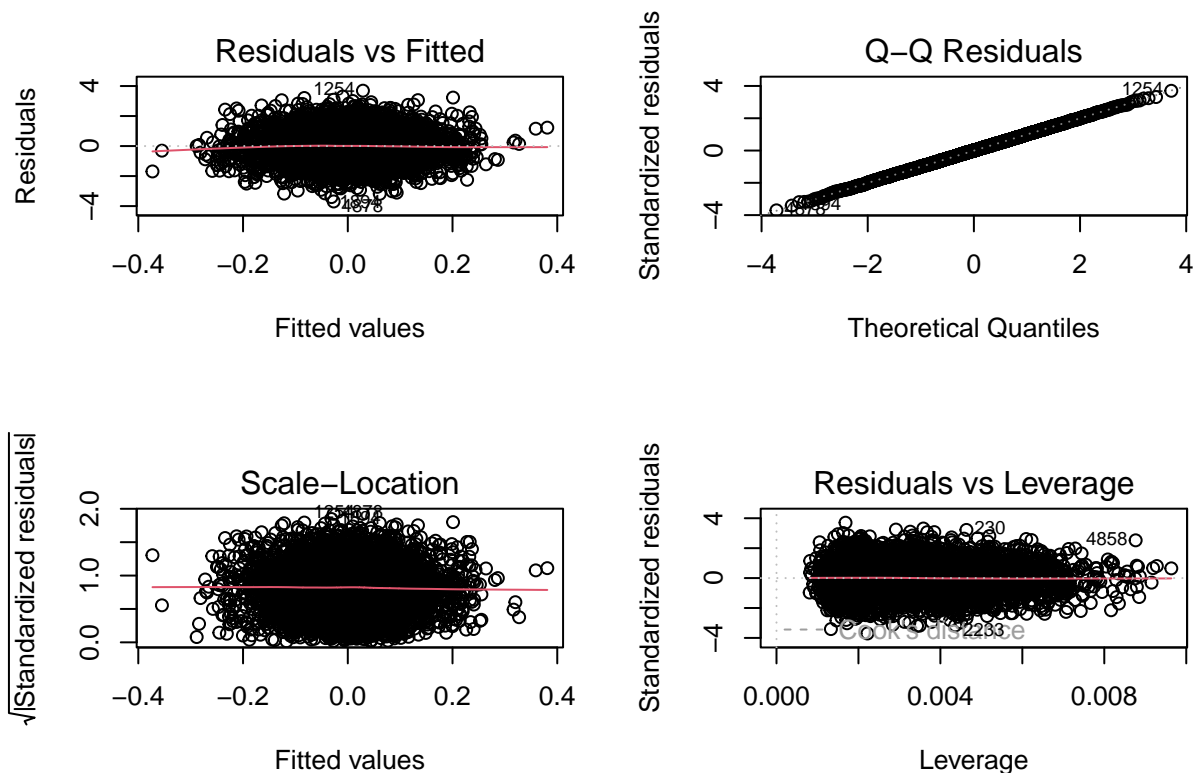 Residuals vs Fitted
Residuals
4
0
−4
1254
4878
−0.4
−0.2
0.0
0.2
0.4
Fitted values
Q−Q Residuals
Standardized residuals
4
0
−4
1254
4878
−4
−2
0
2
4
Theoretical Quantiles
Scale−Location
√|Standardized residuals|
2.0
1.0
0.0
−0.4
−0.2
0.0
0.2
0.4
Fitted values
Residuals vs Leverage
Standardized residuals
4
0
−4
230
4858
2233
Cook's distance
0.000
0.004
0.008
Leverage